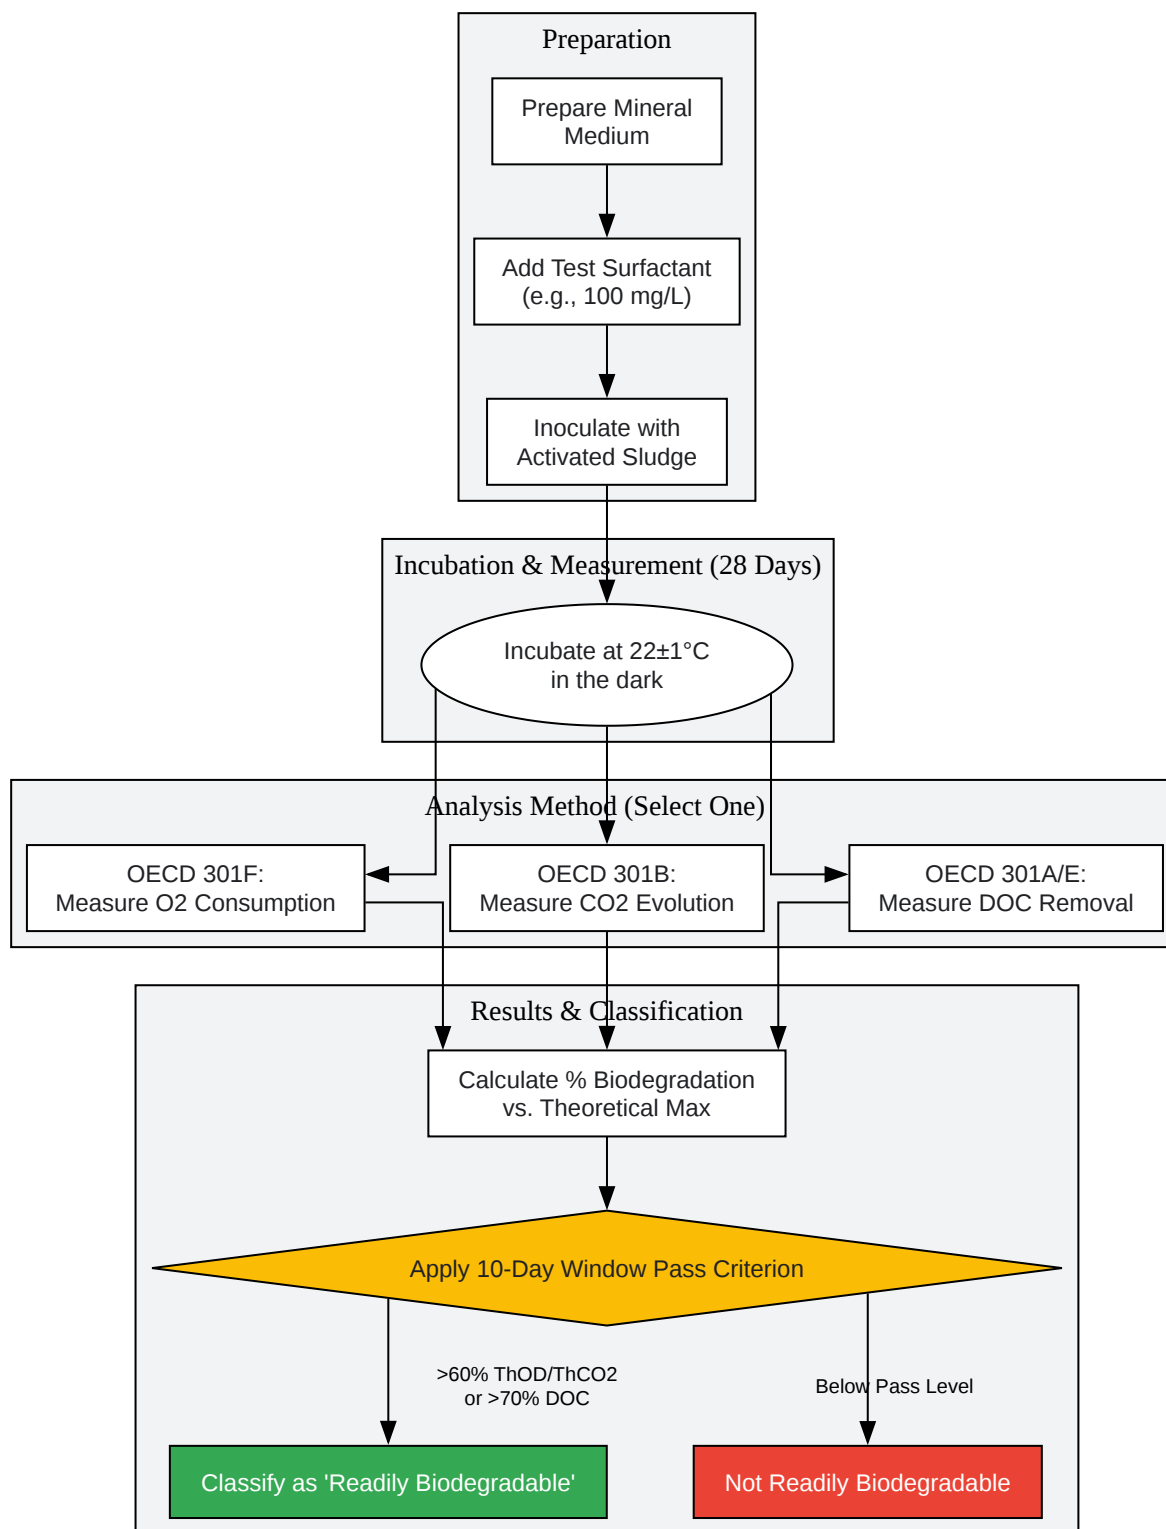 Preparation
Prepare Mineral
Medium
Add Test Surfactant
(e.g., 100 mg/L)
Inoculate with
Activated Sludge
Incubation & Measurement (28 Days)
Incubate at 22±1°C
in the dark
Analysis Method (Select One)
OECD 301F:
Measure O2 Consumption
OECD 301B:
Measure CO2 Evolution
OECD 301A/E:
Measure DOC Removal
Results & Classification
Calculate % Biodegradation
vs. Theoretical Max
Apply 10-Day Window Pass Criterion
>60% ThOD/ThCO2
or >70% DOC
Below Pass Level
Classify as 'Readily Biodegradable'
Not Readily Biodegradable